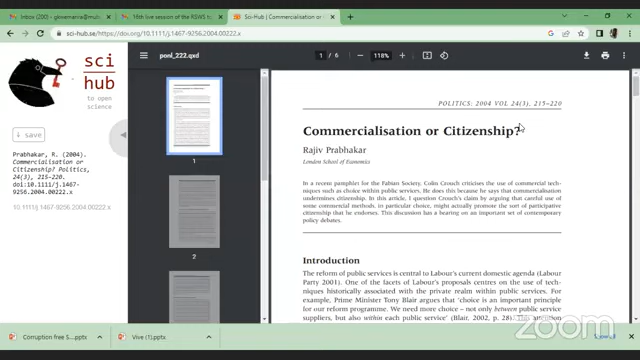 Inbox (200) - gkwemarira@mub
16th live session of the REWS to
Sci-Hub | Commercialisation or C
sci-hub.se/https://doi.org/10.1111/j.1467-9256.2004.00222.x
sci
hub
to open
science
↓ save
Prabhakar, R. (2004).
Commercialisation or
Citizenship? Politics,
24(3), 215–220.
doi:10.1111/j.1467-
9256.2004.00222.x
10.1111/j.1467-9256.2004.00222.x
ponl_222.qxd
1 / 6
118%
1
2
POLITICS: 2004 VOL 24(3), 215–220
Commercialisation or Citizenship?
Rajiv Prabhakar
London School of Economics
In a recent pamphlet for the Fabian Society, Colin Crouch criticises the use of commercial tech-
niques such as choice within public services. He does this because he says that commercialisation
undermines citizenship. In this article, I question Crouch's claim by arguing that careful use
of some commercial methods, in particular choice, might actually promote the sort of participative
citizenship that he endorses. This discussion has a bearing on an important set of contemporary
policy debates.
Introduction
The reform of public services is central to Labour's current domestic agenda (Labour
Party 2001). One of the facets of Labour's proposals centres on the use of tech-
niques historically associated with the private realm within public services. For
example, Prime Minister Tony Blair argues that 'choice is an important principle
for our reform programme. We need more choice – not only between public service
suppliers, but also within each public service' (Blair, 2002, p. 28). This attention
Corruption free S....pptx
Vive (1).pptx
zoom